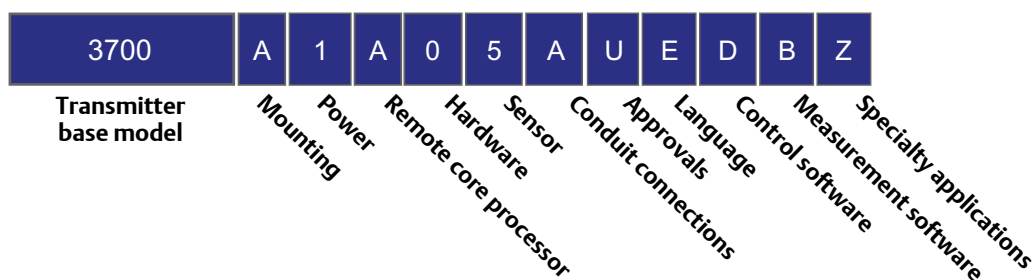 3700 A 1 A 0 5 A U E D B Z
Transmitter
base model
Mounting
Power
Remote core processor
Hardware
Sensor
Conduit connections
Approvals
Language
Control software
Measurement software
Specialty applications